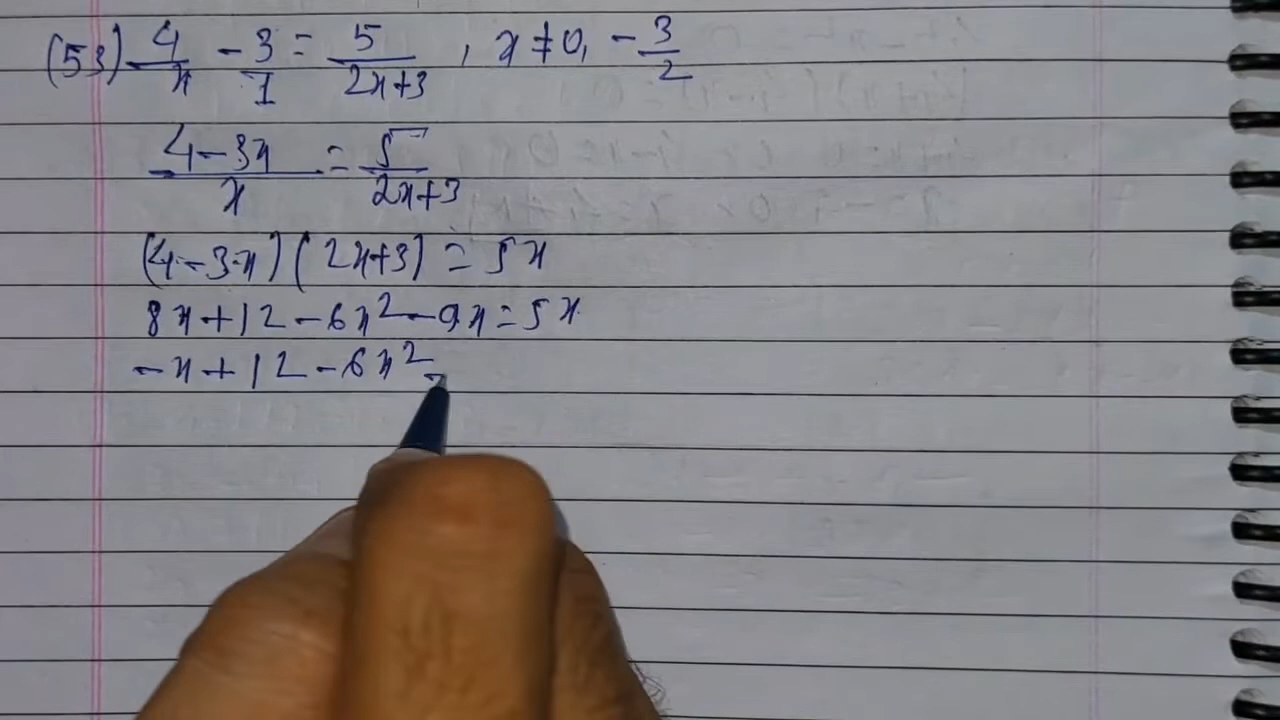 (53) 4/x - 3/1 = 5/(2x+3) , x ≠ 0, - 3/2
(4-3x)/x = 5/(2x+3)
(4-3x)(2x+3) = 5x
8x+12-6x²-9x=5x
-x+12-6x²